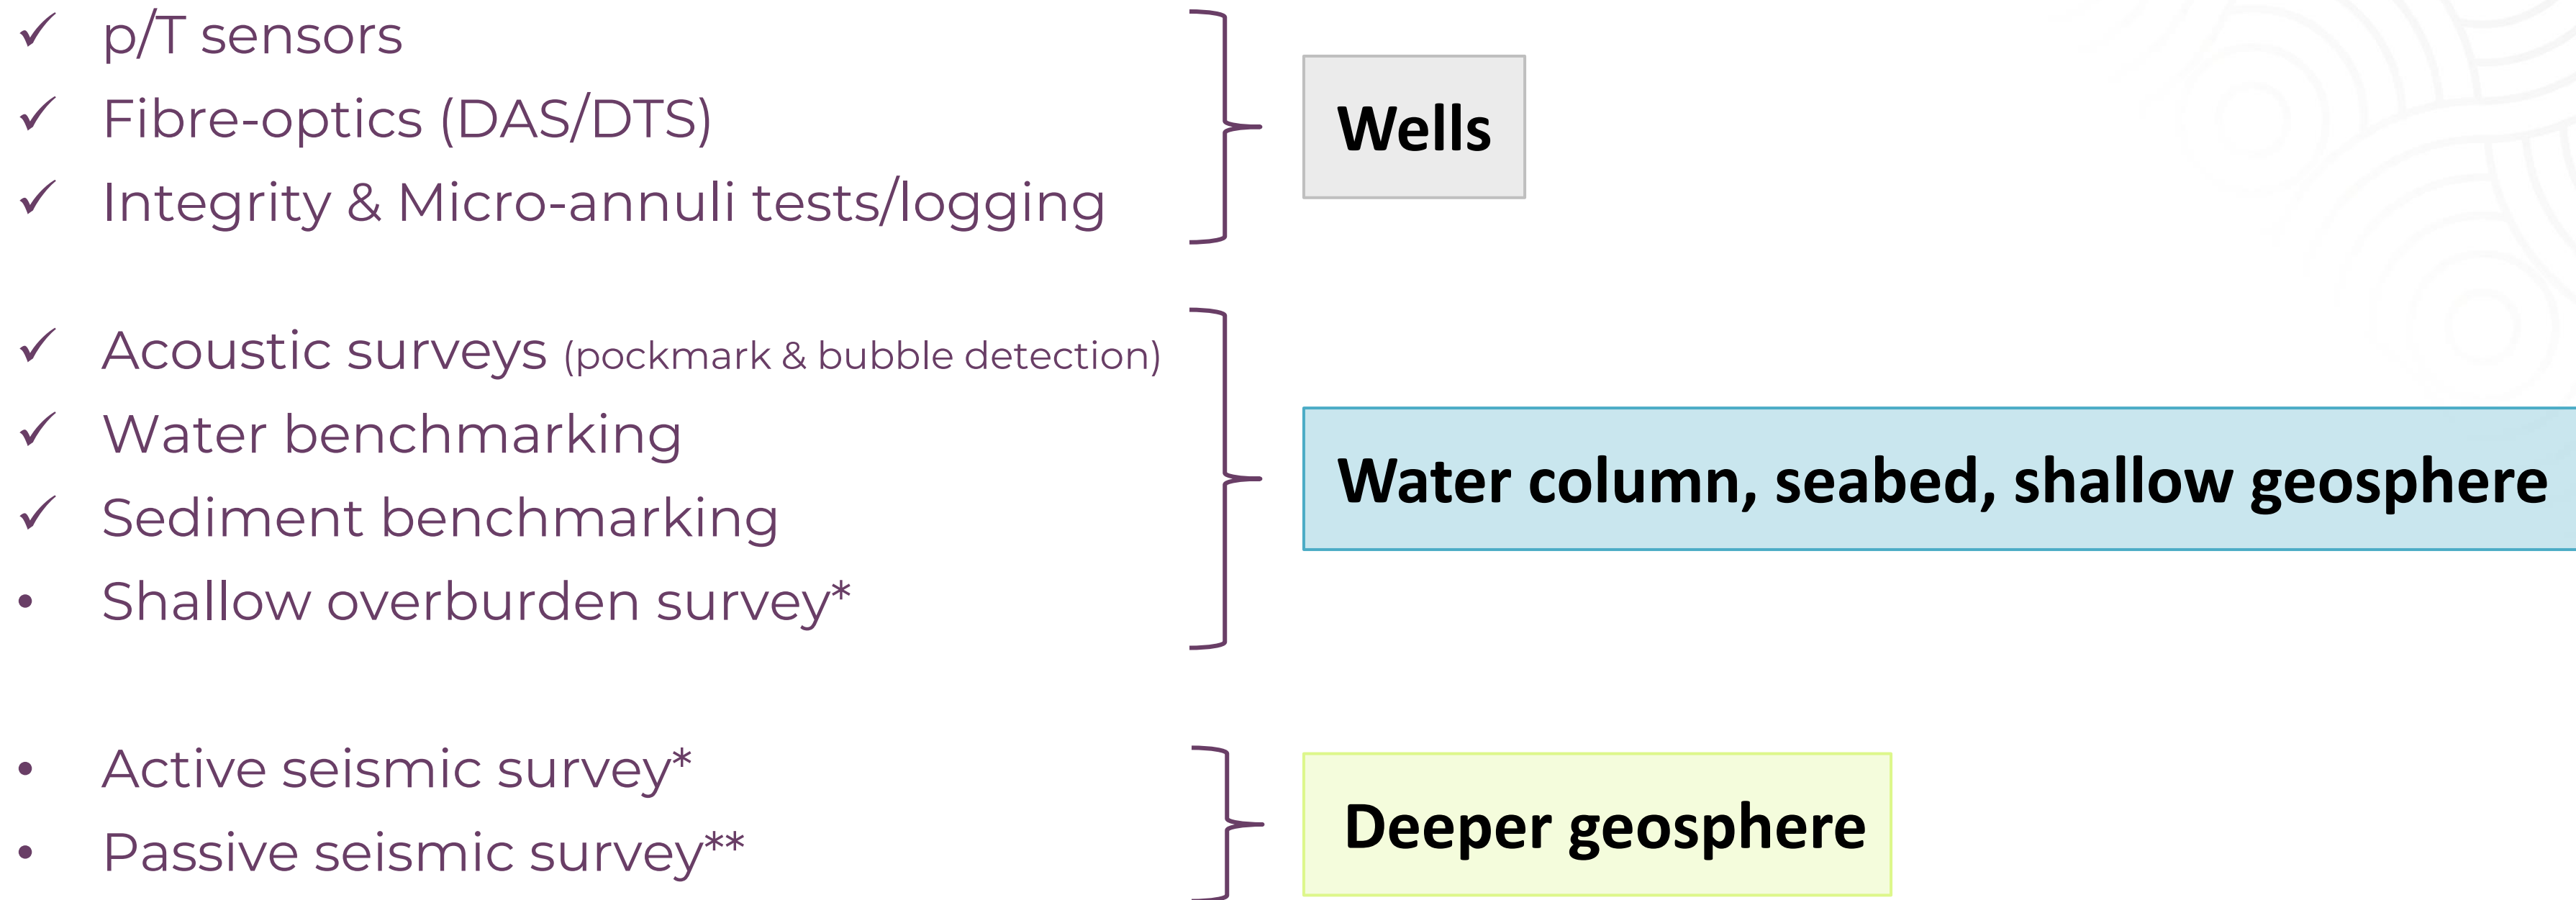 ✓ p/T sensors
✓ Fibre-optics (DAS/DTS)
✓ Integrity & Micro-annuli tests/logging
Wells
✓ Acoustic surveys (pockmark & bubble detection)
✓ Water benchmarking
✓ Sediment benchmarking
• Shallow overburden survey*
Water column, seabed, shallow geosphere
• Active seismic survey*
• Passive seismic survey**
Deeper geosphere